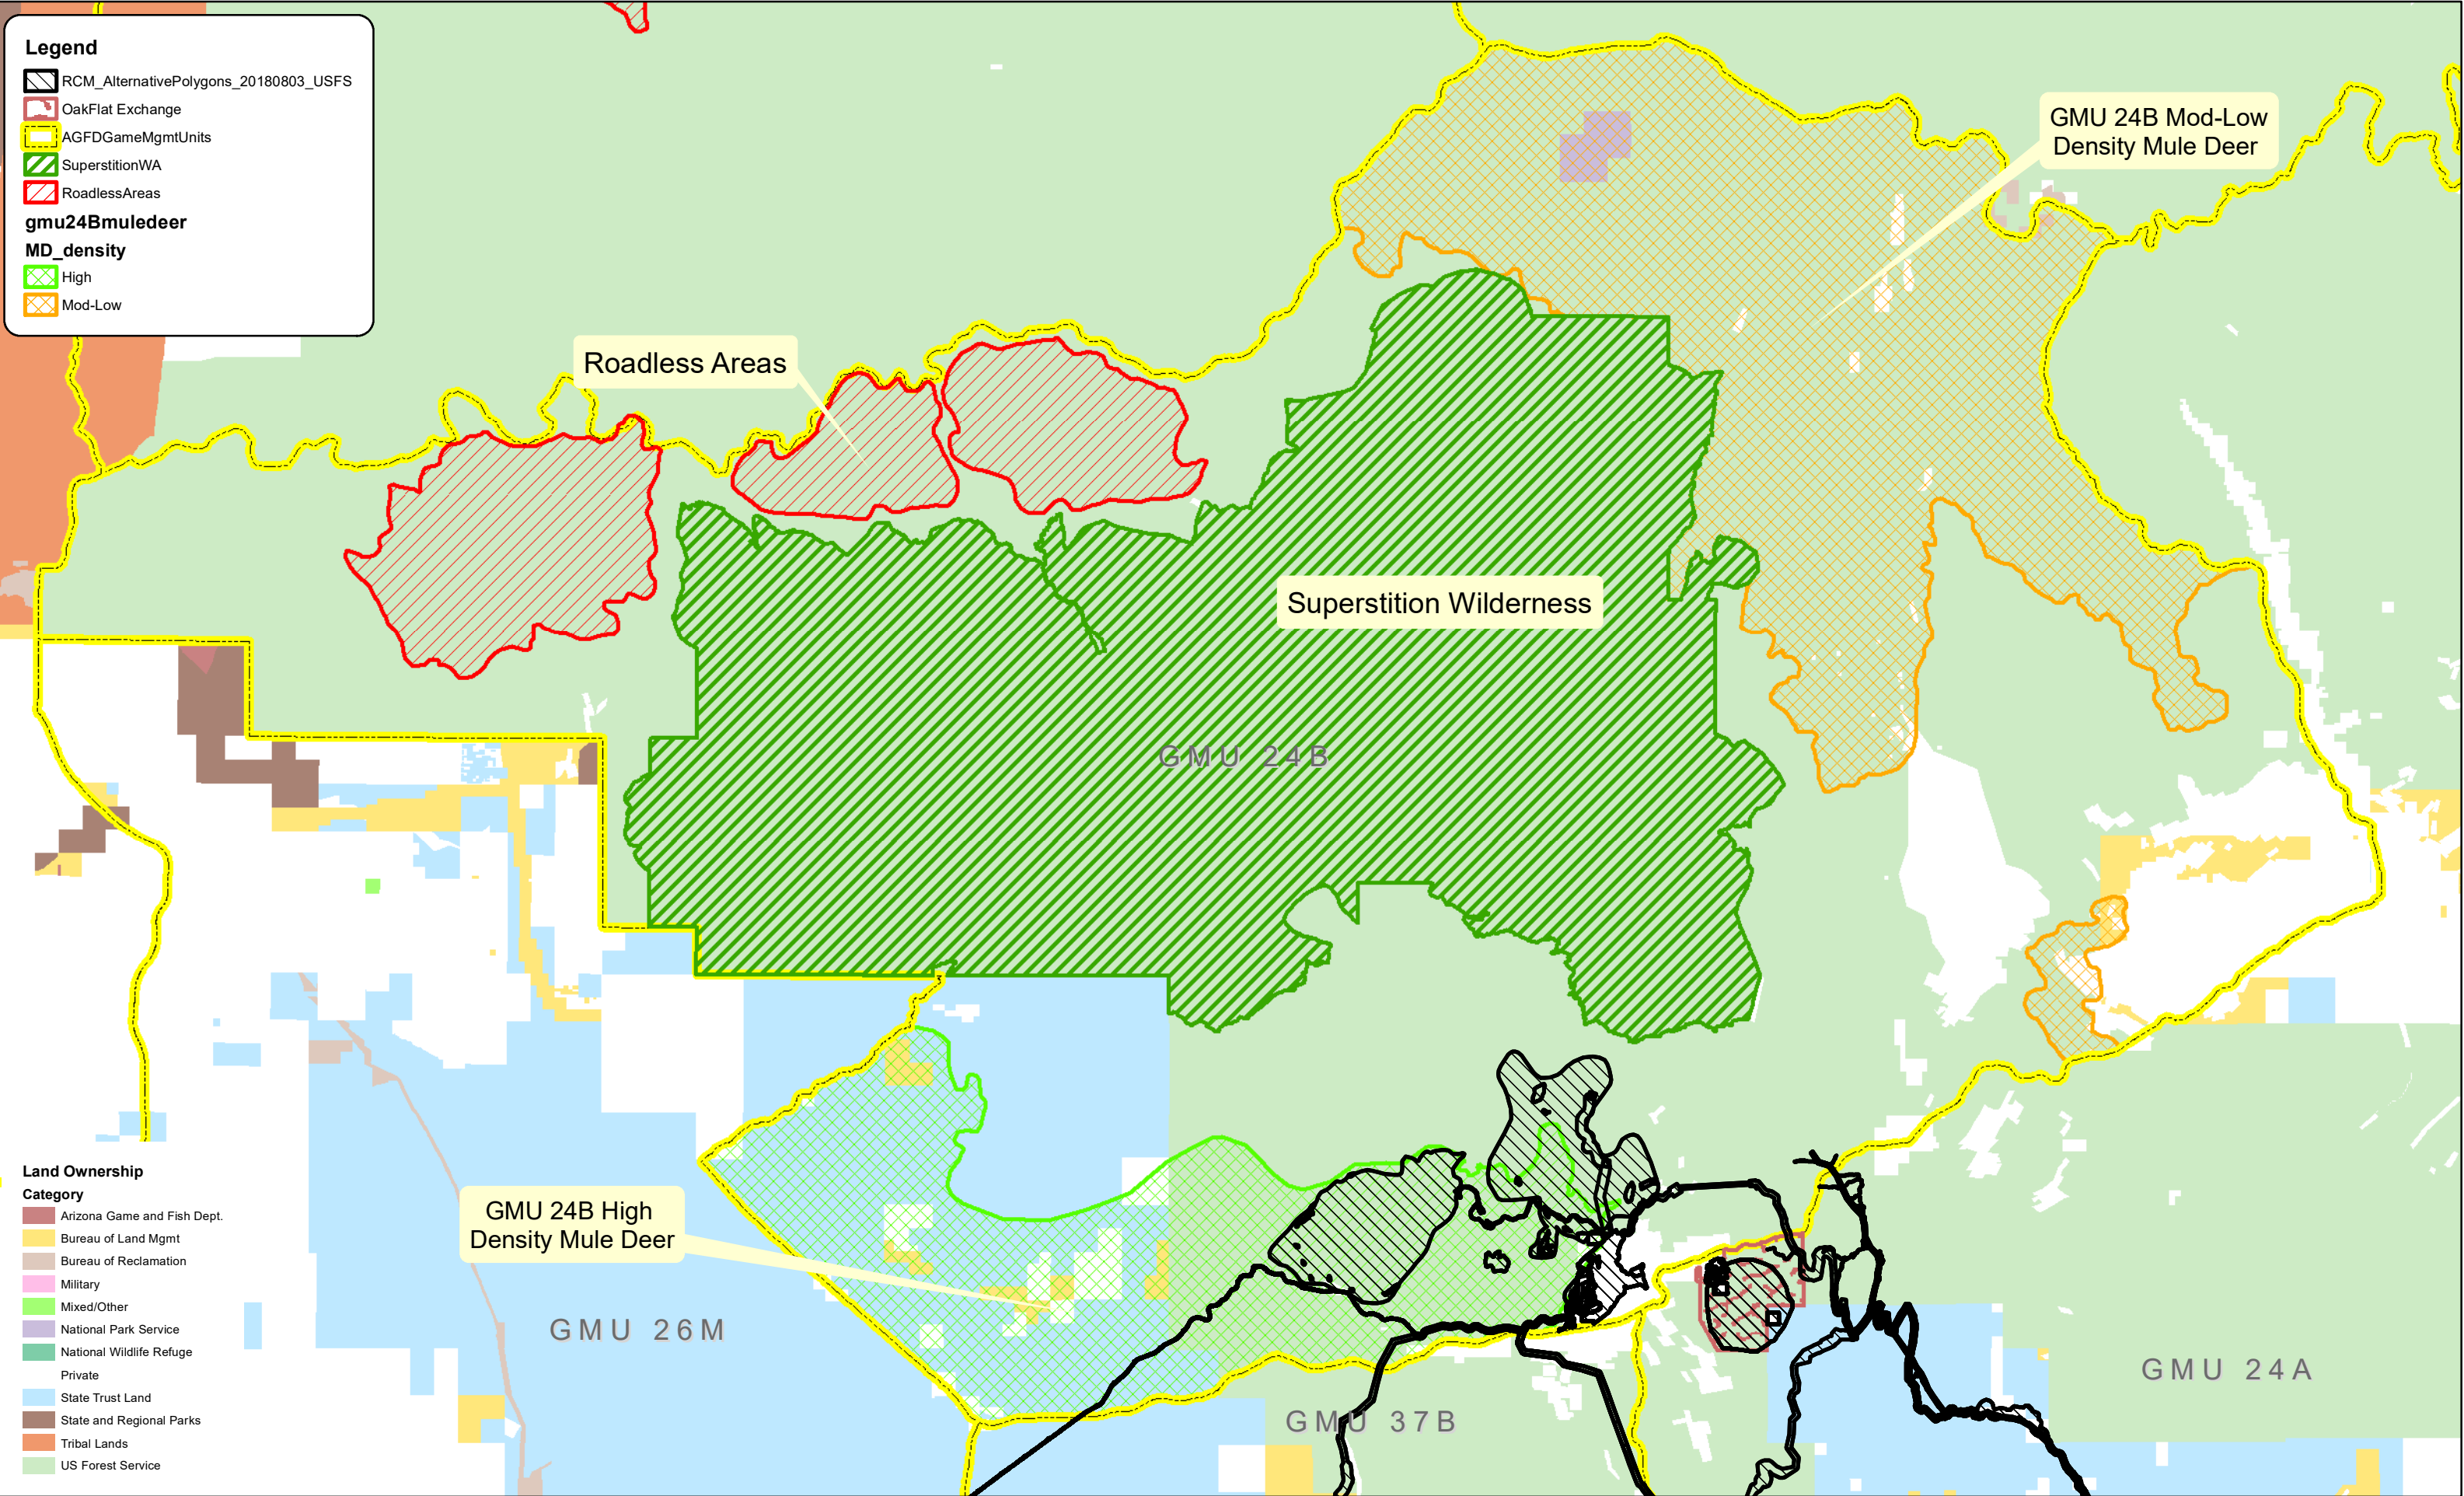 Legend
RCM_AlternativePolygons_20180803_USFS
OakFlat Exchange
AGFDGameMgmtUnits
SuperstitionWA
RoadlessAreas
gmu24Bmuledeer
MD_density
High
Mod-Low
GMU 24B Mod-Low
Density Mule Deer
Roadless Areas
Superstition Wilderness
GMU 24B
GMU 24B High
Density Mule Deer
GMU 26M
GMU 37B
GMU 24A
Land Ownership
Category
Arizona Game and Fish Dept.
Bureau of Land Mgmt
Bureau of Reclamation
Military
Mixed/Other
National Park Service
National Wildlife Refuge
Private
State Trust Land
State and Regional Parks
Tribal Lands
US Forest Service